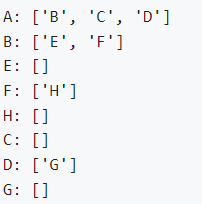 A: ['B', 'C', 'D']
B: ['E', 'F']
E: []
F: ['H']
H: []
C: []
D: ['G']
G: []